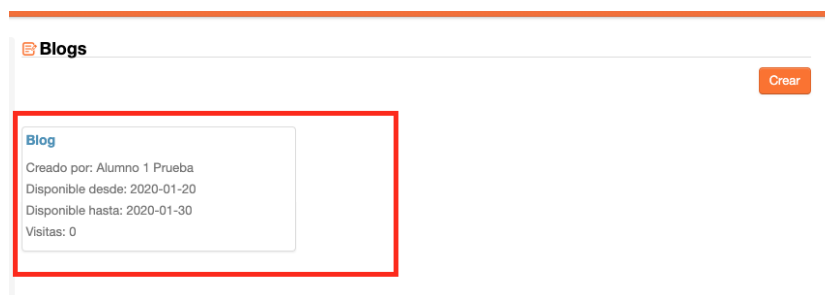 Blogs
Crear
Blog
Creado por: Alumno 1 Prueba
Disponible desde: 2020-01-20
Disponible hasta: 2020-01-30
Visitas: 0